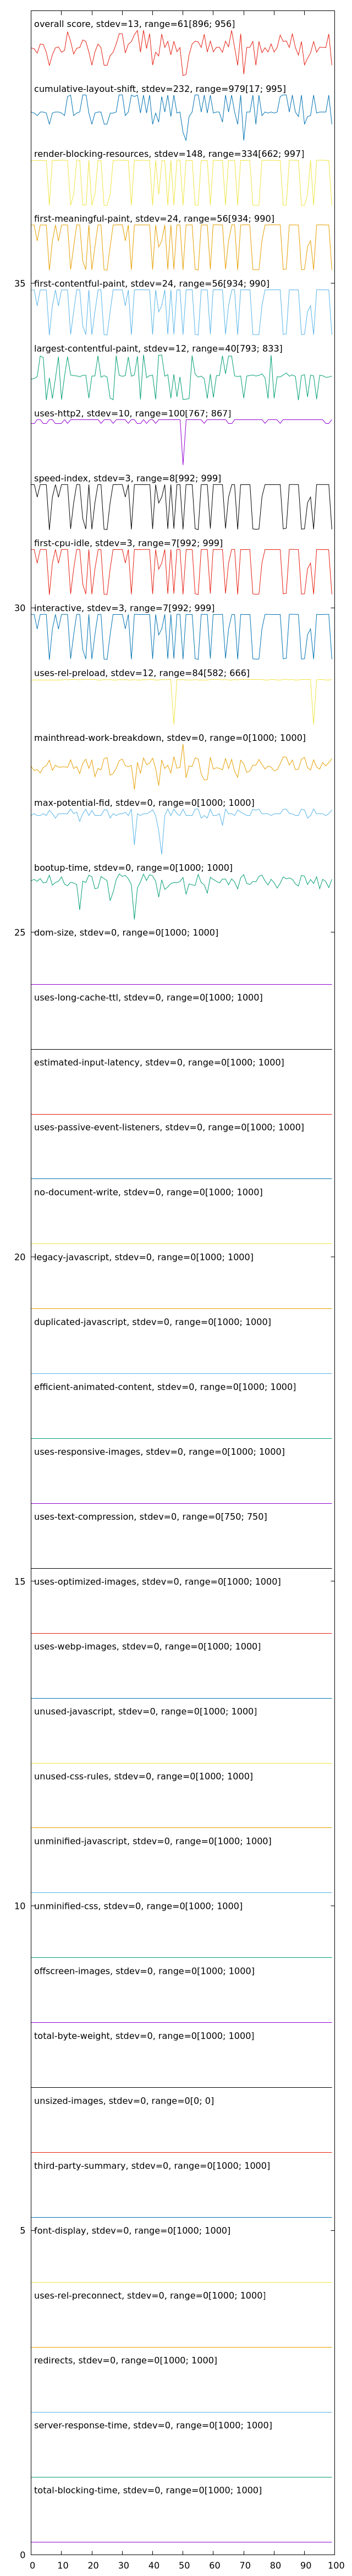 overall score, stdev=13, range=61[896; 956]
cumulative-layout-shift, stdev=232, range=979[17; 995]
render-blocking-resources, stdev=148, range=334[662; 997]
first-meaningful-paint, stdev=24, range=56[934; 990]
35 first-contentful-paint, stdev=24, range=56[934; 990]
largest-contentful-paint, stdev=12, range=40[793; 833]
uses-http2, stdev=10, range=100[767; 867]
speed-index, stdev=3, range=8[992; 999]
first-cpu-idle, stdev=3, range=7[992; 999]
30 interactive, stdev=3, range=7[992; 999]
uses-rel-preload, stdev=12, range=84[582; 666]
mainthread-work-breakdown, stdev=0, range=0[1000; 1000]
max-potential-fid, stdev=0, range=0[1000; 1000]
bootup-time, stdev=0, range=0[1000; 1000]
25 dom-size, stdev=0, range=0[1000; 1000]
uses-long-cache-ttl, stdev=0, range=0[1000; 1000]
estimated-input-latency, stdev=0, range=0[1000; 1000]
uses-passive-event-listeners, stdev=0, range=0[1000; 1000]
no-document-write, stdev=0, range=0[1000; 1000]
20 legacy-javascript, stdev=0, range=0[1000; 1000]
duplicated-javascript, stdev=0, range=0[1000; 1000]
efficient-animated-content, stdev=0, range=0[1000; 1000]
uses-responsive-images, stdev=0, range=0[1000; 1000]
uses-text-compression, stdev=0, range=0[750; 750]
15 uses-optimized-images, stdev=0, range=0[1000; 1000]
uses-webp-images, stdev=0, range=0[1000; 1000]
unused-javascript, stdev=0, range=0[1000; 1000]
unused-css-rules, stdev=0, range=0[1000; 1000]
unminified-javascript, stdev=0, range=0[1000; 1000]
10 unminified-css, stdev=0, range=0[1000; 1000]
offscreen-images, stdev=0, range=0[1000; 1000]
total-byte-weight, stdev=0, range=0[1000; 1000]
unsized-images, stdev=0, range=0[0; 0]
third-party-summary, stdev=0, range=0[1000; 1000]
5 font-display, stdev=0, range=0[1000; 1000]
uses-rel-preconnect, stdev=0, range=0[1000; 1000]
redirects, stdev=0, range=0[1000; 1000]
server-response-time, stdev=0, range=0[1000; 1000]
total-blocking-time, stdev=0, range=0[1000; 1000]
0
0 10 20 30 40 50 60 70 80 90 100